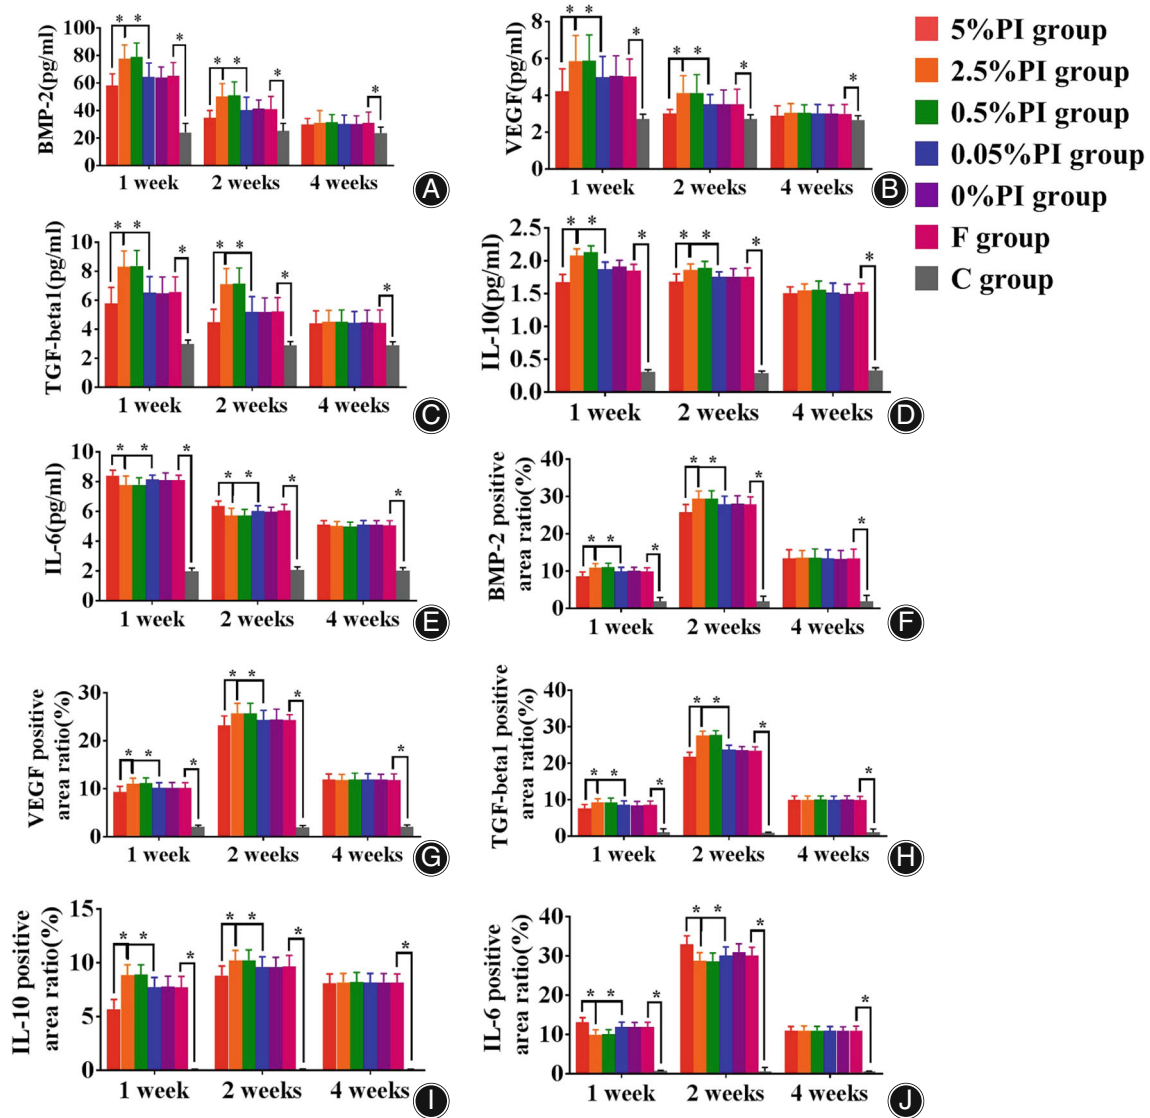 BMP-2(pg/ml)
100
80
60
40
20
0
* *
*
* *
*
*
1 week 2 weeks 4 weeks
A
VEGF(pg/ml)
8
6
4
2
0
* *
*
* *
*
*
1 week 2 weeks 4 weeks
B
5%PI group
2.5%PI group
0.5%PI group
0.05%PI group
0%PI group
F group
C group
TGF-beta1(pg/ml)
10
8
6
4
2
0
* *
*
* *
*
*
1 week 2 weeks 4 weeks
C
IL-10(pg/ml)
2.5
2.0
1.5
1.0
0.5
0.0
* *
*
* *
*
*
1 week 2 weeks 4 weeks
D
IL-6(pg/ml)
10
8
6
4
2
0
* *
*
* *
*
*
1 week 2 weeks 4 weeks
E
BMP-2 positive
area ratio(%)
40
30
20
10
0
* *
*
* *
*
*
1 week 2 weeks 4 weeks
F
VEGF positive
area ratio(%)
30
20
10
0
* *
*
* *
*
*
1 week 2 weeks 4 weeks
G
TGF-beta1 positive
area ratio(%)
40
30
20
10
0
* *
*
* *
*
*
1 week 2 weeks 4 weeks
H
IL-10 positive
area ratio(%)
15
10
5
0
* *
*
* *
*
*
1 week 2 weeks 4 weeks
I
IL-6 positive
area ratio(%)
40
30
20
10
0
* *
*
* *
*
*
1 week 2 weeks 4 weeks
J